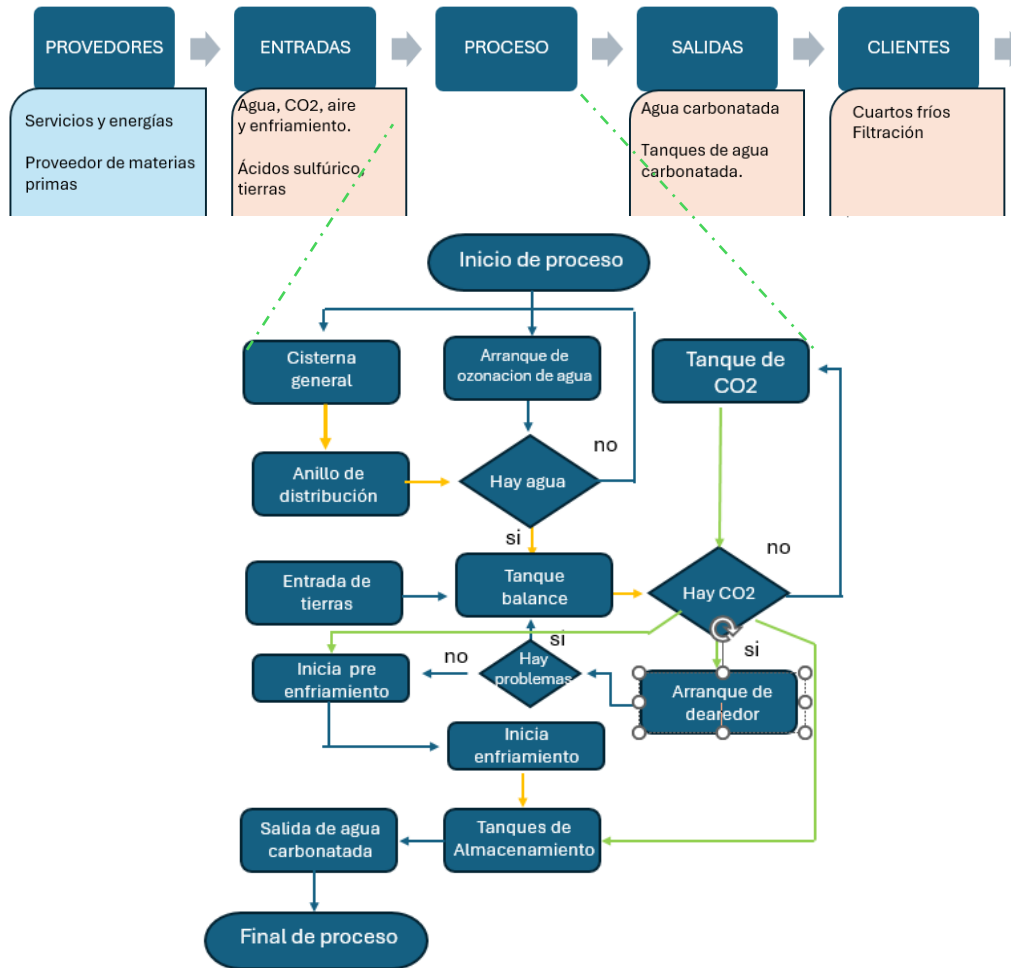 PROVEDORES
ENTRADAS
PROCESO
SALIDAS
CLIENTES
Servicios y energías
Proveedor de materias
primas
Agua, CO2, aire
y enfriamiento.
Ácidos sulfúrico,
tierras
Agua carbonatada
Tanques de agua
carbonatada.
Cuartos fríos
Filtración
Inicio de proceso
Cisterna
general
Arranque de
ozonacion de agua
Tanque de
CO2
no
Anillo de
distribución
Hay agua
si
no
Entrada de
tierras
Tanque
balance
Hay CO2
si
no
Hay
problemas
si
Inicia pre
enfriamiento
Arranque de
dearedor
Inicia
enfriamiento
Salida de agua
carbonatada
Tanques de
Almacenamiento
Final de proceso